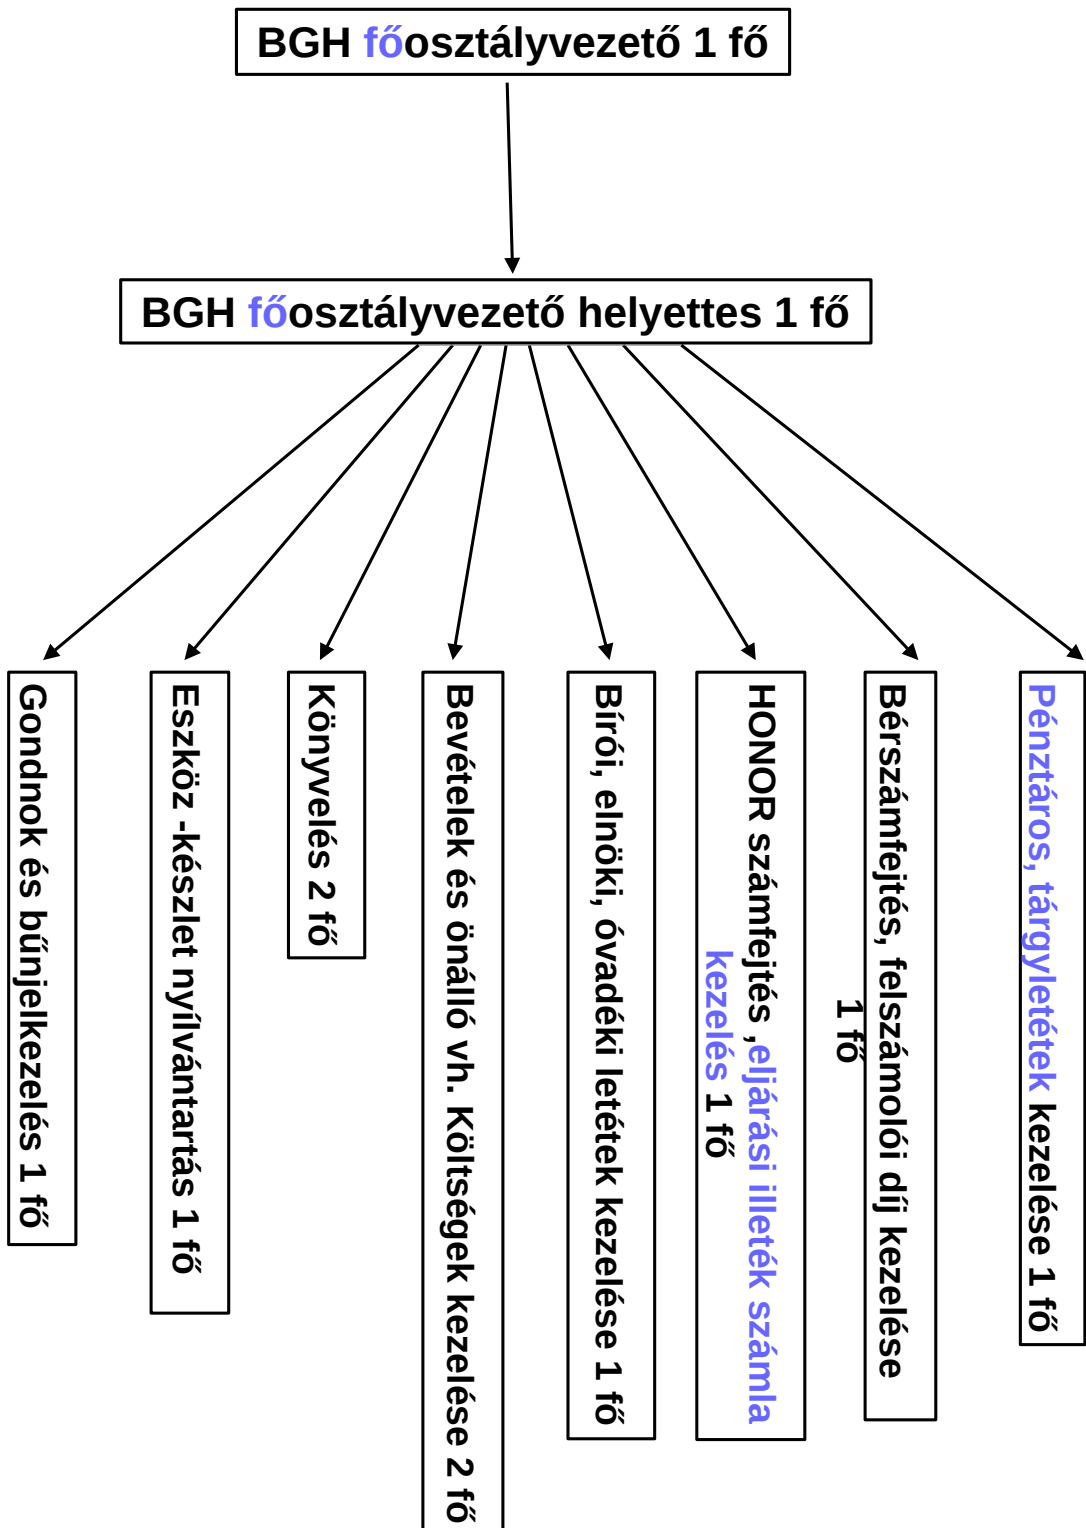 BGH főosztályvezető 1 fő
BGH főosztályvezető helyettes 1 fő
Gondnok és bűnjelkezelés 1 fő
Eszköz -készlet nyílvántartás 1 fő
Könyvelés 2 fő
Bevételek és önálló vh. Költségek kezelése 2 fő
Bírói, elnöki, óvadéki letétek kezelése 1 fő
HONOR számfejtés ,eljárási illeték számla
kezelés 1 fő
Bérszámfejtés, felszámolói díj kezelése
1 fő
Pénztáros, tárgyletétek kezelése 1 fő